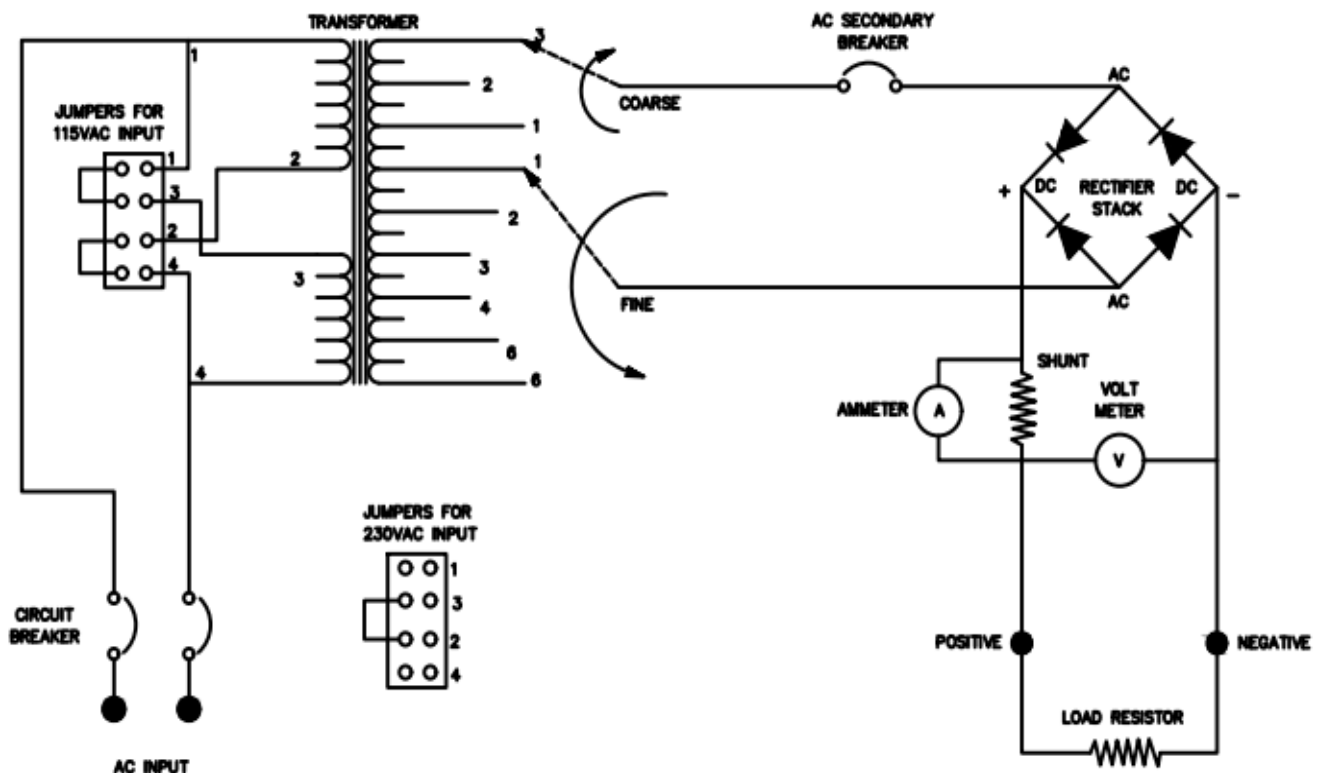 TRANSFORMER
AC SECONDARY
BREAKER
JUMPERS FOR
115VAC INPUT
1
1
3
2
4
2
3
4
3
2
1
1
2
3
4
6
6
COARSE
FINE
AC
+
DC
RECTIFIER
STACK
DC
-
AC
SHUNT
AMMETER
A
VOLT
METER
V
JUMPERS FOR
230VAC INPUT
1
3
2
4
CIRCUIT
BREAKER
AC INPUT
POSITIVE
NEGATIVE
LOAD RESISTOR